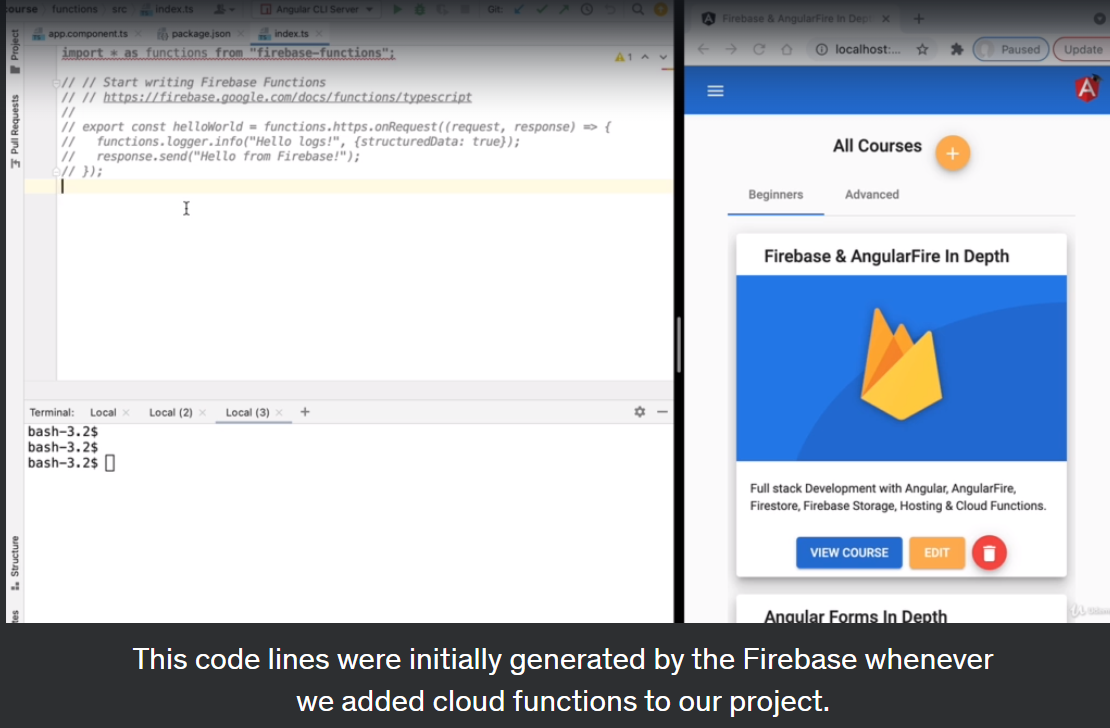 course functions src index.ts Angular CLI Server Git:
app.component.ts package.json index.ts
import * as functions from "firebase-functions";
1
// // Start writing Firebase Functions
// // https://firebase.google.com/docs/functions/typescript
//
// export const helloWorld = functions.https.onRequest((request, response) => {
//   functions.logger.info("Hello logs!", {structuredData: true});
//   response.send("Hello from Firebase!");
// });
Project
Pull Requests
Structure
Terminal: Local Local (2) Local (3) +
bash-3.2$
bash-3.2$
bash-3.2$
Firebase & AngularFire In Dep
localhost:... Paused Update
A
All Courses +
Beginners Advanced
Firebase & AngularFire In Depth
Full stack Development with Angular, AngularFire,
Firestore, Firebase Storage, Hosting & Cloud Functions.
VIEW COURSE EDIT
Angular Forms In Depth
This code lines were initially generated by the Firebase whenever
we added cloud functions to our project.